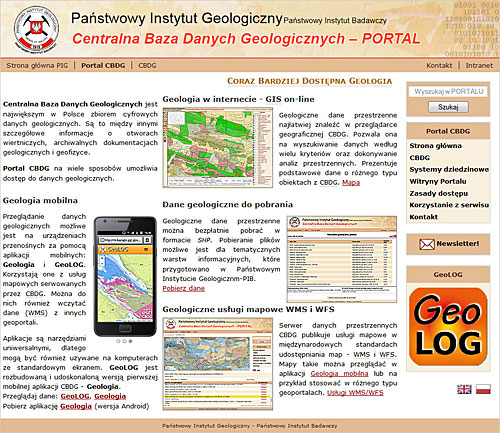 Państwowy Instytut Geologiczny Państwowy Instytut Badawczy
Centralna Baza Danych Geologicznych – PORTAL
Strona główna PIG | Portal CBDG | CBDG Kontakt | Intranet
Coraz Bardziej Dostępna Geologia
Centralna Baza Danych Geologicznych jest
największym w Polsce zbiorem cyfrowych
danych geologicznych. Są to między innymi
szczegółowe informacje o otworach
wiertniczych, archiwalnych dokumentacjach
geologicznych i geofizyce.
Portal CBDG na wiele sposobów umożliwia
dostęp do danych geologicznych.
Geologia mobilna
Przeglądanie danych
geologicznych możliwe
jest na urządzeniach
przenośnych za pomocą
aplikacji mobilnych:
Geologia i GeoLOG.
Korzystają one z usług
mapowych serwowanych
przez CBDG. Można do
nich również wczytać
dane (WMS) z innych
geoportali.
Aplikacje są narzędziami
uniwersalnymi, dlatego
mogą być również używane na komputerach
ze standardowym ekranem. GeoLOG jest
rozbudowaną i udoskonaloną wersją pierwszej
mobilnej aplikacji CBDG - Geologia.
Przeglądaj dane: GeoLOG, Geologia
Pobierz aplikację Geologia (wersja Android)
GeoLOG
Geologia w internecie - GIS on-line
Geologiczne dane przestrzenne
najłatwiej znaleźć w przeglądarce
geograficznej CBDG. Pozwala ona
na wyszukiwanie danych według
wielu kryteriów oraz dokonywanie
analiz przestrzennych. Prezentuje
podstawowe dane o różnego typu
obiektach z CBDG. Mapa
Dane geologiczne do pobrania
Geologiczne dane przestrzenne
można bezpłatnie pobrać w
formacie SHP. Pobieranie plików
możliwe jest dla tematycznych
warstw informacyjnych, które
przygotowano w Państwowym
Instytucie Geologicznm-PIB.
Pobierz dane
Geologiczne usługi mapowe WMS i WFS
Serwer danych przestrzennych
CBDG publikuje usługi mapowe w
międzynarodowych standardach
udostępniania map - WMS i WFS.
Mapy takie można przeglądać w
aplikacji Geologia mobilna lub na
przykład stosować w różnego typu
geoportalach. Usługi WMS/WFS
Wyszukaj w PORTALU
Szukaj
Portal CBDG
Strona główna
CBDG
Systemy dziedzinowe
Witryny Portalu
Zasady dostępu
Korzystanie z serwisu
Kontakt
Newsletter!
GeoLOG
Geo
LOG
Państwowy Instytut Geologiczny - Państwowy Instytut Badawczy